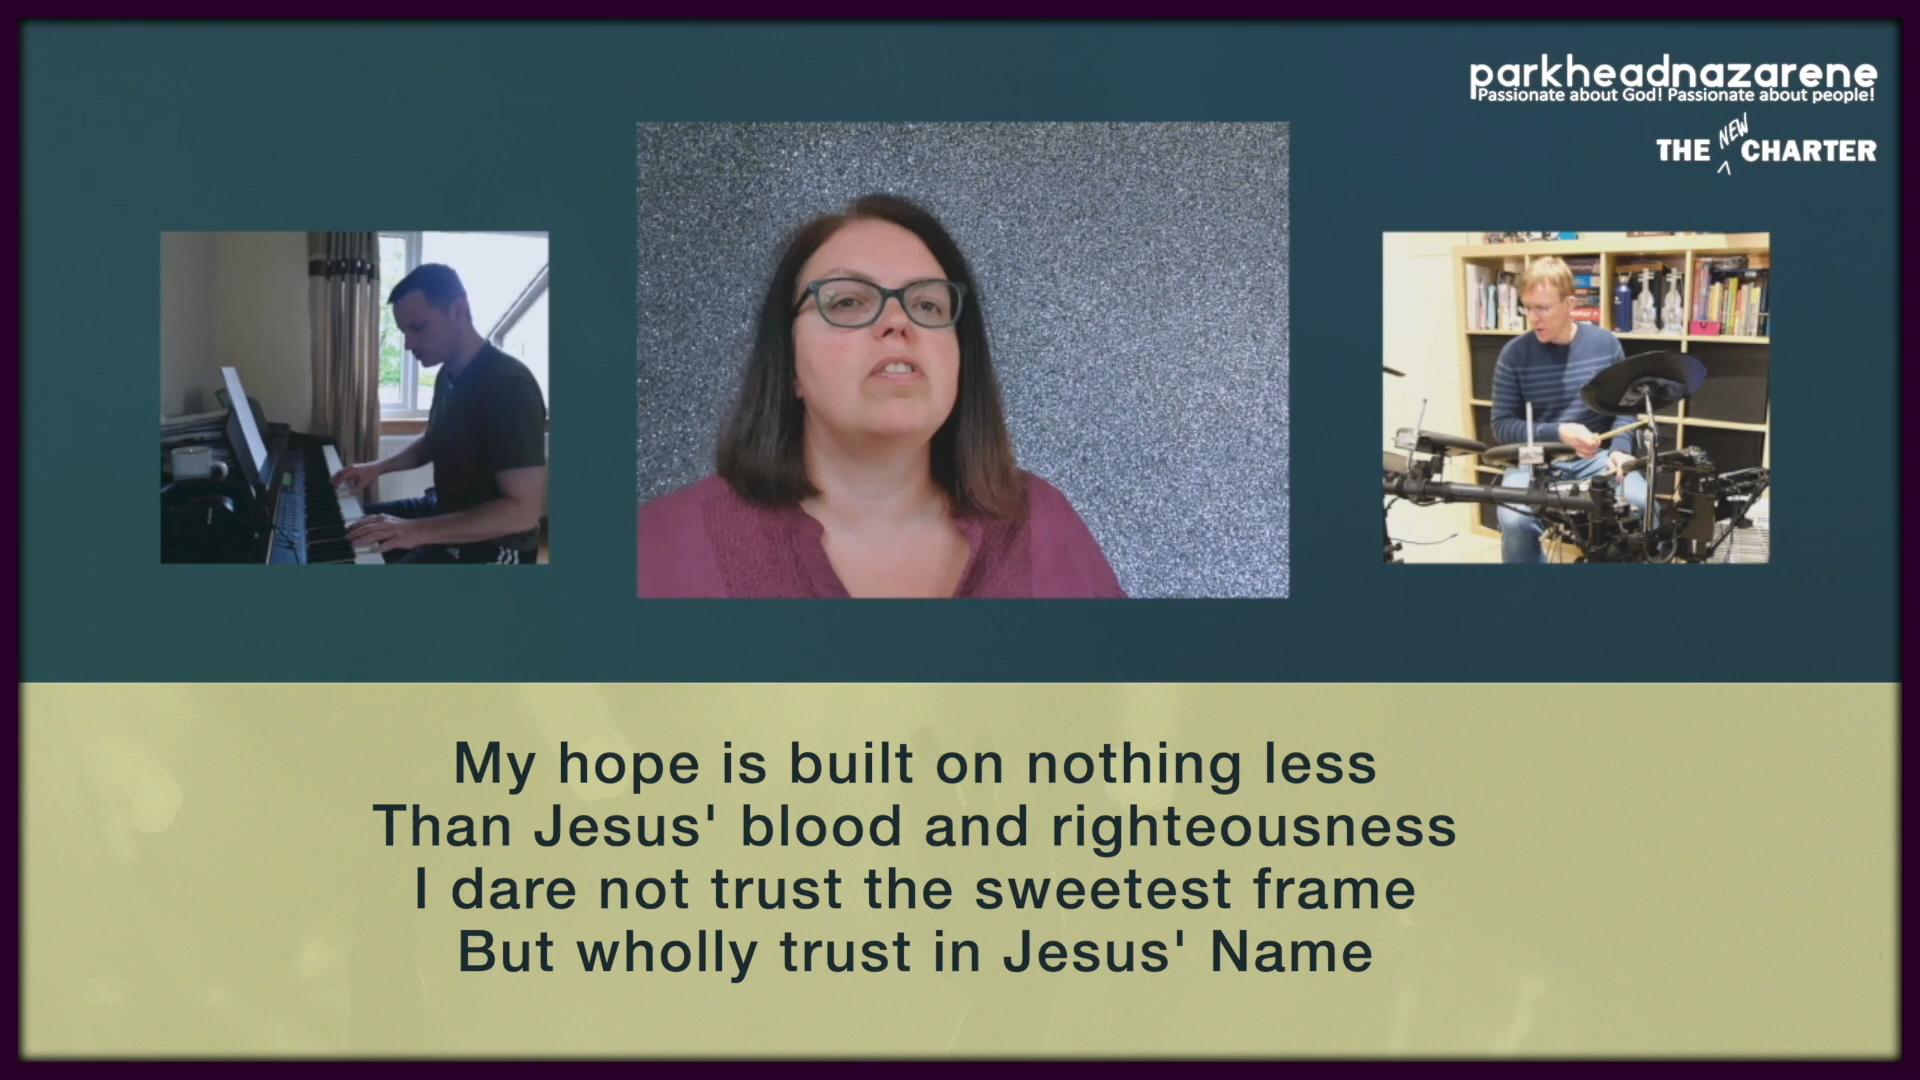 parkheadnazarene
Passionate about God! Passionate about people!
THE NEW CHARTER
My hope is built on nothing less
Than Jesus' blood and righteousness
I dare not trust the sweetest frame
But wholly trust in Jesus' Name